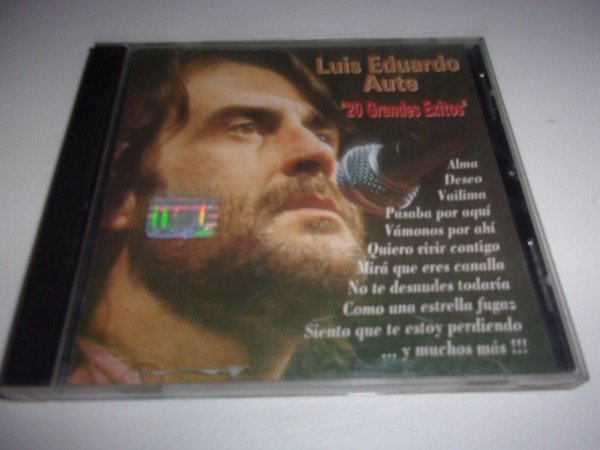 Luis Eduardo
Aute
"20 Grandes Exitos"
Alma
Deseo
Vailima
Pasaba por aquí
Vámonos por ahí
Quiero vivir contigo
Mirá que eres canalla
No te desnudes todavía
Como una estrella fugaz
Siento que te estoy perdiendo
... y muchos más !!!